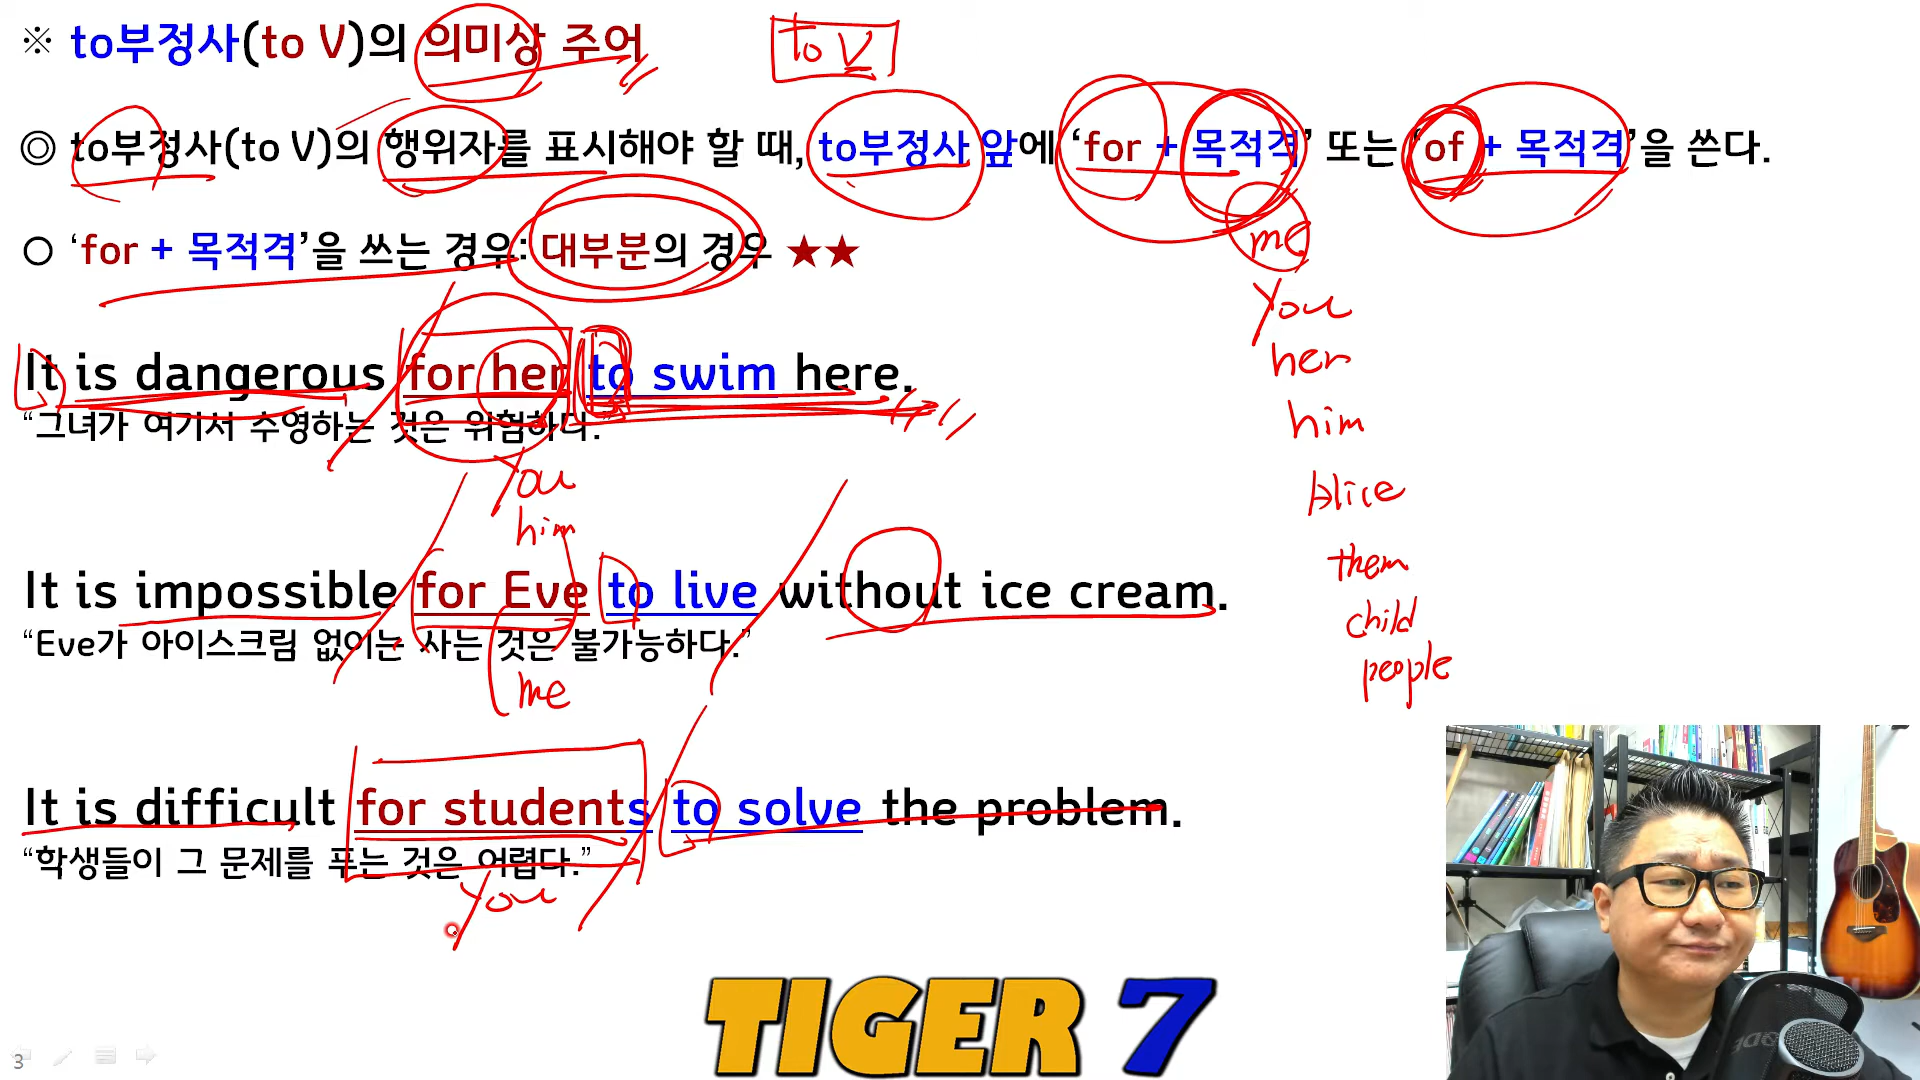 ※ to부정사(to V)의 의미상 주어
to V
◎ to부정사(to V)의 행위자를 표시해야 할 때, to부정사 앞에 ‘for + 목적격’ 또는 ‘of + 목적격’을 쓴다.
○ ‘for + 목적격’을 쓰는 경우: 대부분의 경우 ★★
me
you
her
him
Alice
them
child
people
It is dangerous for her to swim here.
“그녀가 여기서 수영하는 것은 위험하다.”
you
him
It is impossible for Eve to live without ice cream.
“Eve가 아이스크림 없이는 사는 것은 불가능하다.”
me
It is difficult for students to solve the problem.
“학생들이 그 문제를 푸는 것은 어렵다.”
you
TIGER 7
3